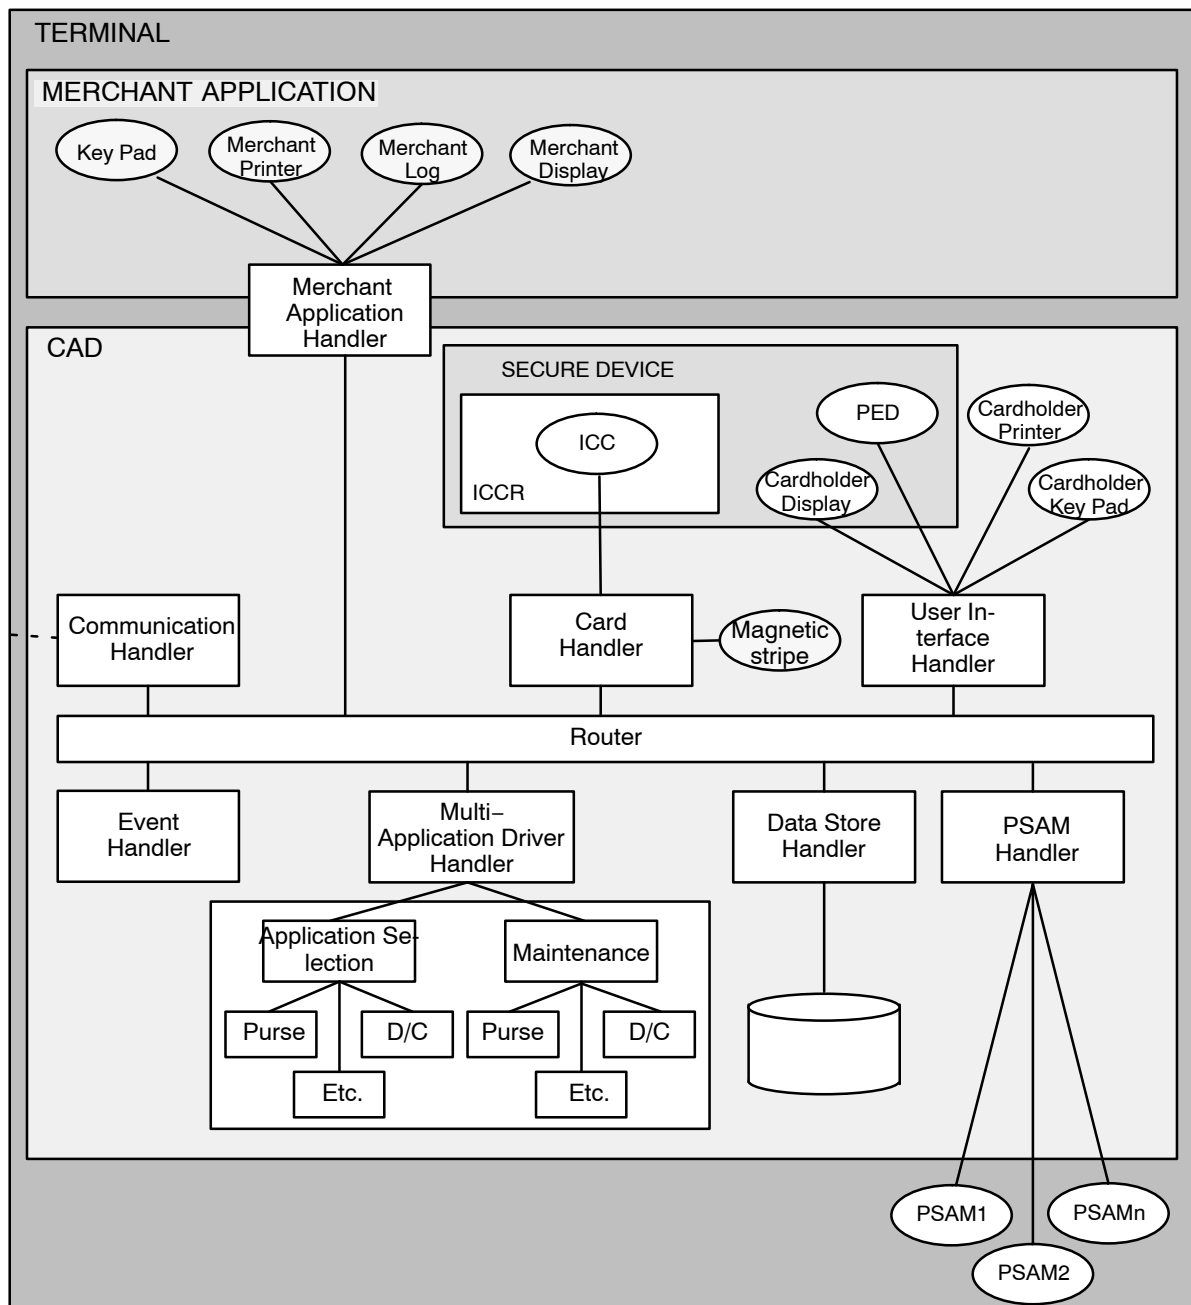 TERMINAL
MERCHANT APPLICATION
Key Pad
Merchant
Printer
Merchant
Log
Merchant
Display
Merchant
Application
Handler
CAD
SECURE DEVICE
ICC
ICCR
PED
Cardholder
Printer
Cardholder
Display
Cardholder
Key Pad
Communication
Handler
Card
Handler
Magnetic
stripe
User In-
terface
Handler
Router
Event
Handler
Multi–
Application Driver
Handler
Data Store
Handler
PSAM
Handler
Application Se-
lection
Maintenance
Purse
D/C
Purse
D/C
Etc.
Etc.
PSAM1
PSAMn
PSAM2